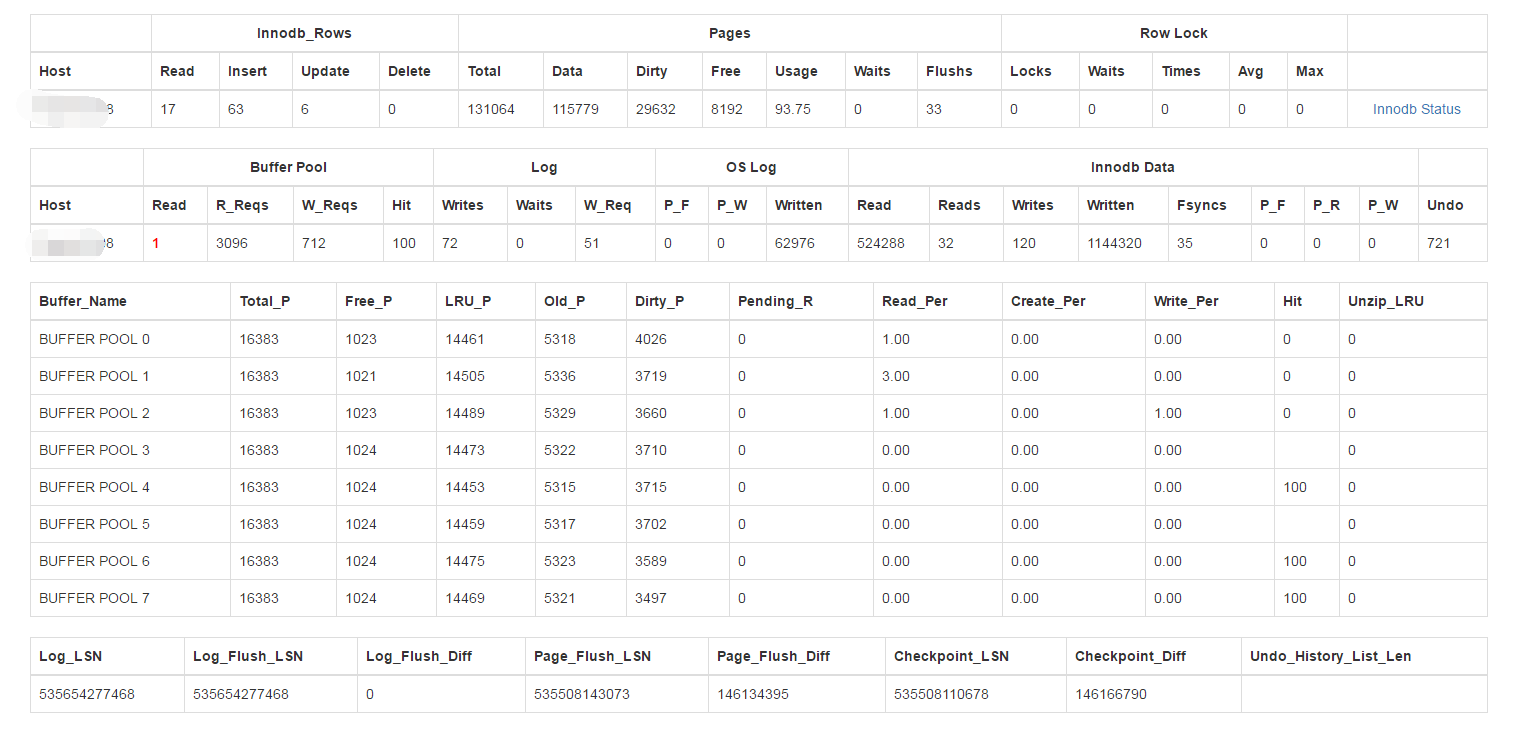 Innodb_Rows Pages Row Lock
Host Read Insert Update Delete Total Data Dirty Free Usage Waits Flushs Locks Waits Times Avg Max
8 17 63 6 0 131064 115779 29632 8192 93.75 0 33 0 0 0 0 0 Innodb Status
Buffer Pool Log OS Log Innodb Data
Host Read R_Reqs W_Reqs Hit Writes Waits W_Req P_F P_W Written Read Reads Writes Written Fsyncs P_F P_R P_W Undo
8 1 3096 712 100 72 0 51 0 0 62976 524288 32 120 1144320 35 0 0 0 721
Buffer_Name Total_P Free_P LRU_P Old_P Dirty_P Pending_R Read_Per Create_Per Write_Per Hit Unzip_LRU
BUFFER POOL 0 16383 1023 14461 5318 4026 0 1.00 0.00 0.00 0 0
BUFFER POOL 1 16383 1021 14505 5336 3719 0 3.00 0.00 0.00 0 0
BUFFER POOL 2 16383 1023 14489 5329 3660 0 1.00 0.00 1.00 0 0
BUFFER POOL 3 16383 1024 14473 5322 3710 0 0.00 0.00 0.00 0
BUFFER POOL 4 16383 1024 14453 5315 3715 0 0.00 0.00 0.00 100 0
BUFFER POOL 5 16383 1024 14459 5317 3702 0 0.00 0.00 0.00 0
BUFFER POOL 6 16383 1024 14475 5323 3589 0 0.00 0.00 0.00 100 0
BUFFER POOL 7 16383 1024 14469 5321 3497 0 0.00 0.00 0.00 100 0
Log_LSN Log_Flush_LSN Log_Flush_Diff Page_Flush_LSN Page_Flush_Diff Checkpoint_LSN Checkpoint_Diff Undo_History_List_Len
535654277468 535654277468 0 535508143073 146134395 535508110678 146166790